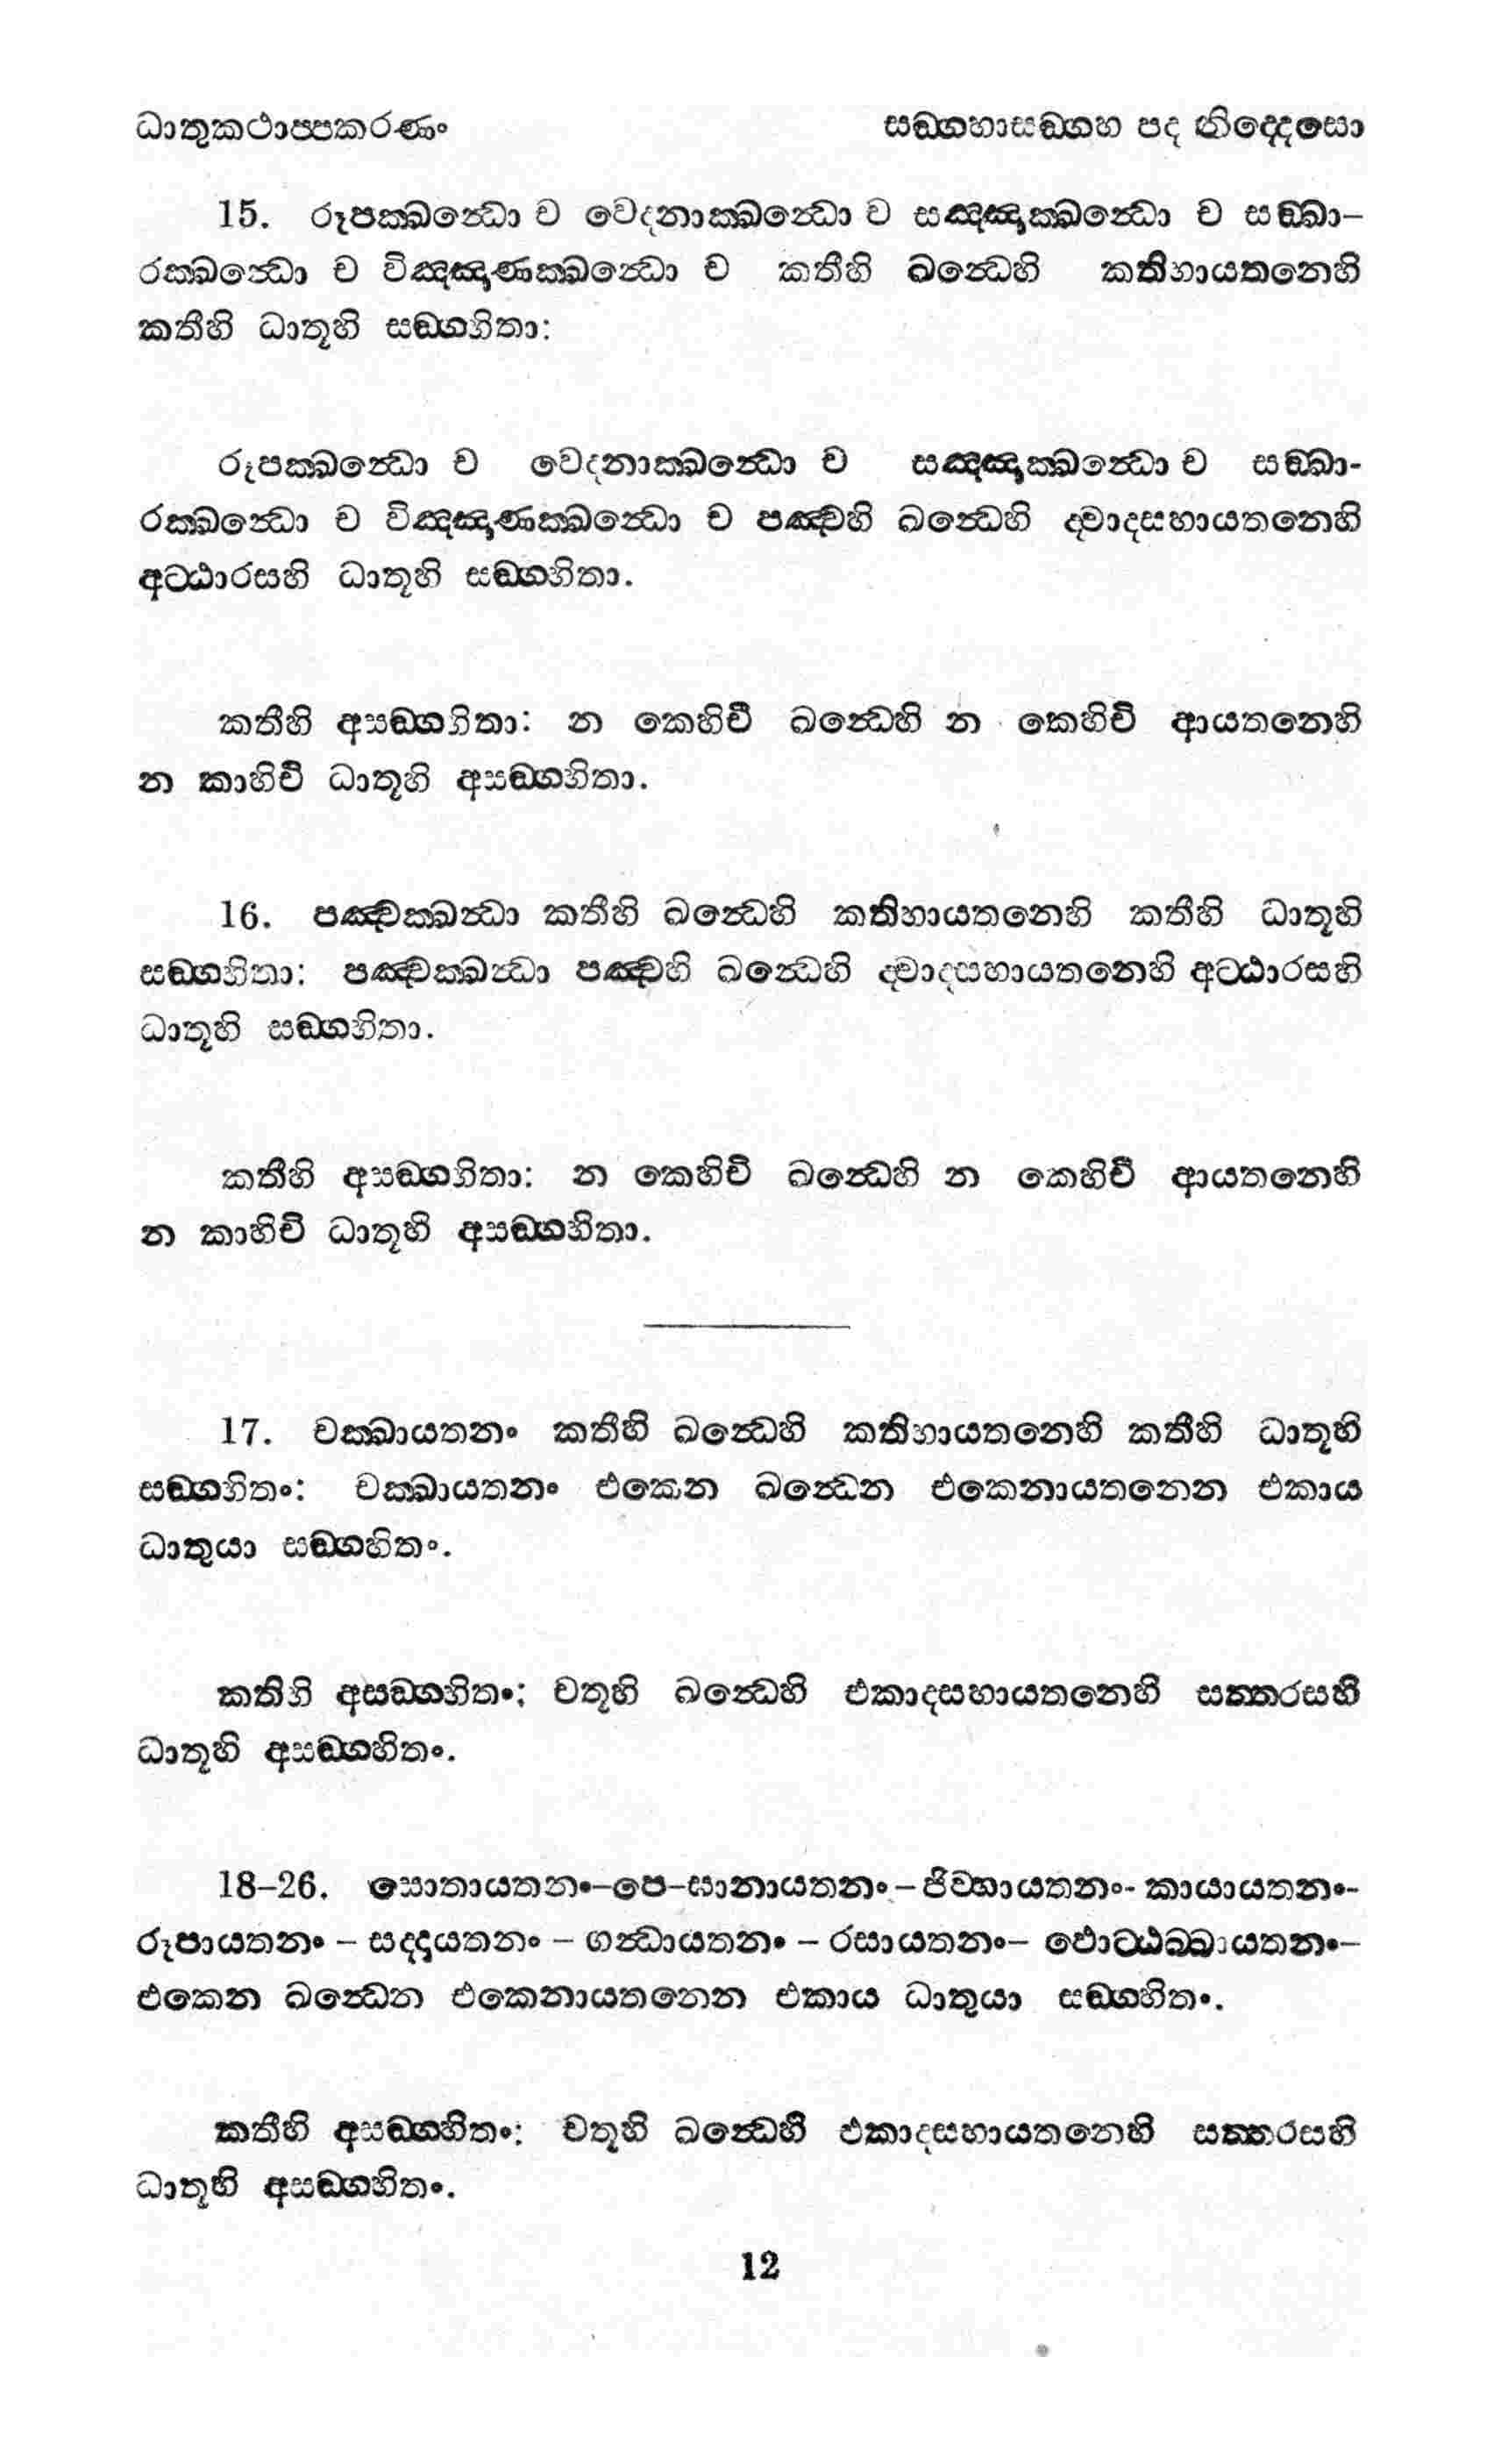 ධාතුකථාප්පකරණං සඞ්ගහාසඞ්ගහ පද නිද්දෙසො
15. රූපක්ඛන්ධො ච වෙදනාක්ඛන්ධො ච සඤ්ඤාක්ඛන්ධො ච සඞ්ඛා–
රක්ඛන්ධො ච විඤ්ඤාණක්ඛන්ධො ච කතීහි ඛන්ධෙහි කතිහායතනෙහි
කතීහි ධාතූහි සඞ්ගහිතා:
රූපක්ඛන්ධො ච වෙදනාක්ඛන්ධො ච සඤ්ඤාක්ඛන්ධො ච සඞ්ඛා-
රක්ඛන්ධො ච විඤ්ඤාණක්ඛන්ධො ච පඤ්චහි ඛන්ධෙහි ද්වාදසහායතනෙහි
අට්ඨාරසහි ධාතූහි සඞ්ගහිතා.
කතීහි අසඞ්ගහිතා: න කෙහිචි ඛන්ධෙහි න කෙහිචි ආයතනෙහි
න කාහිචි ධාතූහි අසඞ්ගහිතා.
16. පඤ්චක්ඛන්ධා කතීහි ඛන්ධෙහි කතිහායතනෙහි කතීහි ධාතූහි
සඞ්ගහිතා: පඤ්චක්ඛන්ධා පඤ්චහි ඛන්ධෙහි ද්වාදසහායතනෙහි අට්ඨාරසහි
ධාතූහි සඞ්ගහිතා.
කතීහි අසඞ්ගහිතා: න කෙහිචි ඛන්ධෙහි න කෙහිචි ආයතනෙහි
න කාහිචි ධාතූහි අසඞ්ගහිතා.
17. චක්ඛායතනං කතීහි ඛන්ධෙහි කතිහායතනෙහි කතීහි ධාතූහි
සඞ්ගහිතං: චක්ඛායතනං එකෙන ඛන්ධෙන එකෙනායතනෙන එකාය
ධාතුයා සඞ්ගහිතං.
කතිහි අසඞ්ගහිතං: චතූහි ඛන්ධෙහි එකාදසහායතනෙහි සත්තරසහි
ධාතූහි අසඞ්ගහිතං.
18–26. සොතායතනං–පෙ–ඝානායතනං – ජිව්හායතනං- කායායතනං-
රූපායතනං – සද්දායතනං – ගන්ධායතනං – රසායතනං– ඵොට්ඨබ්බායතනං–
එකෙන ඛන්ධෙන එකෙනායතනෙන එකාය ධාතුයා සඞ්ගහිතං.
කතීහි අසඞ්ගහිතං: චතූහි ඛන්ධෙහි එකාදසහායතනෙහි සත්තරසහි
ධාතූහි අසඞ්ගහිතං.
12